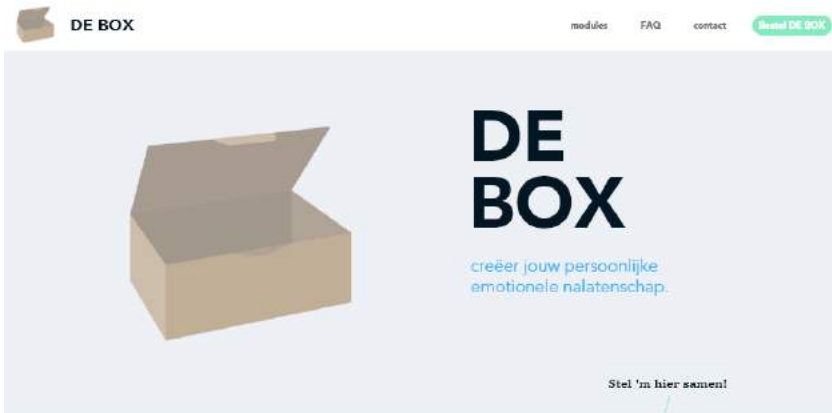 DE BOX
modules FAQ contact Bestel DE BOX
DE
BOX
creëer jouw persoonlijke
emotionele nalatenschap.
Stel 'm hier samen!